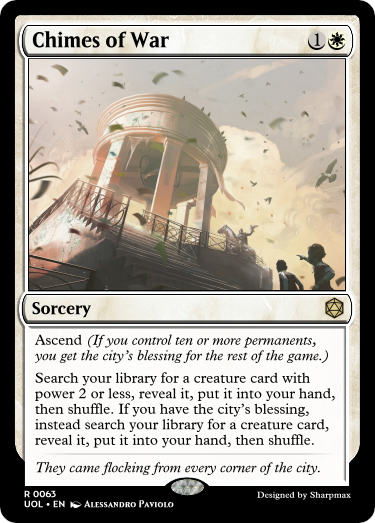 Chimes of War 1
Sorcery
Ascend (If you control ten or more permanents,
you get the city's blessing for the rest of the game.)
Search your library for a creature card with
power 2 or less, reveal it, put it into your hand,
then shuffle. If you have the city's blessing,
instead search your library for a creature card,
reveal it, put it into your hand, then shuffle.
They came flocking from every corner of the city.
R 0063
UOL • EN Alessandro Paviolo
Designed by Sharpmax